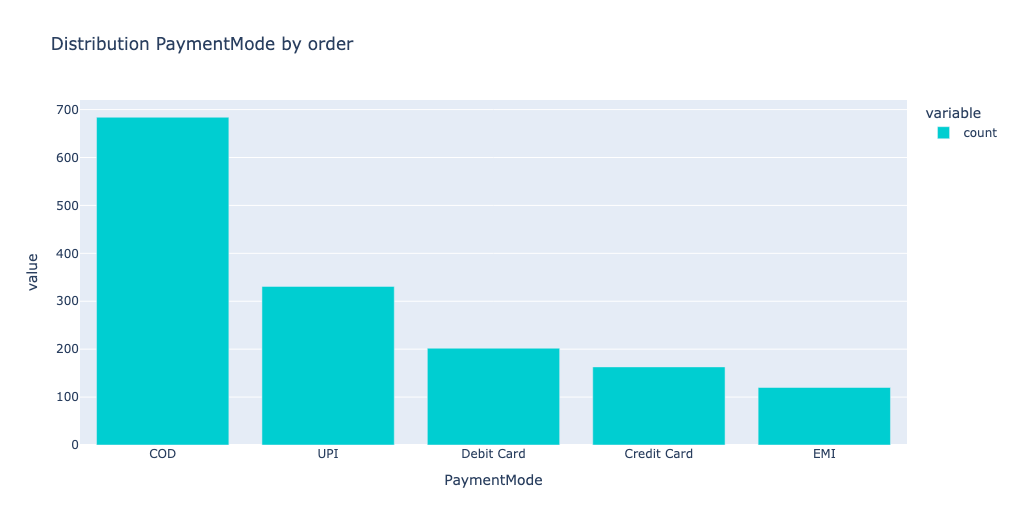 Distribution PaymentMode by order
variable
count
value
700
600
500
400
300
200
100
0
COD
UPI
Debit Card
Credit Card
EMI
PaymentMode